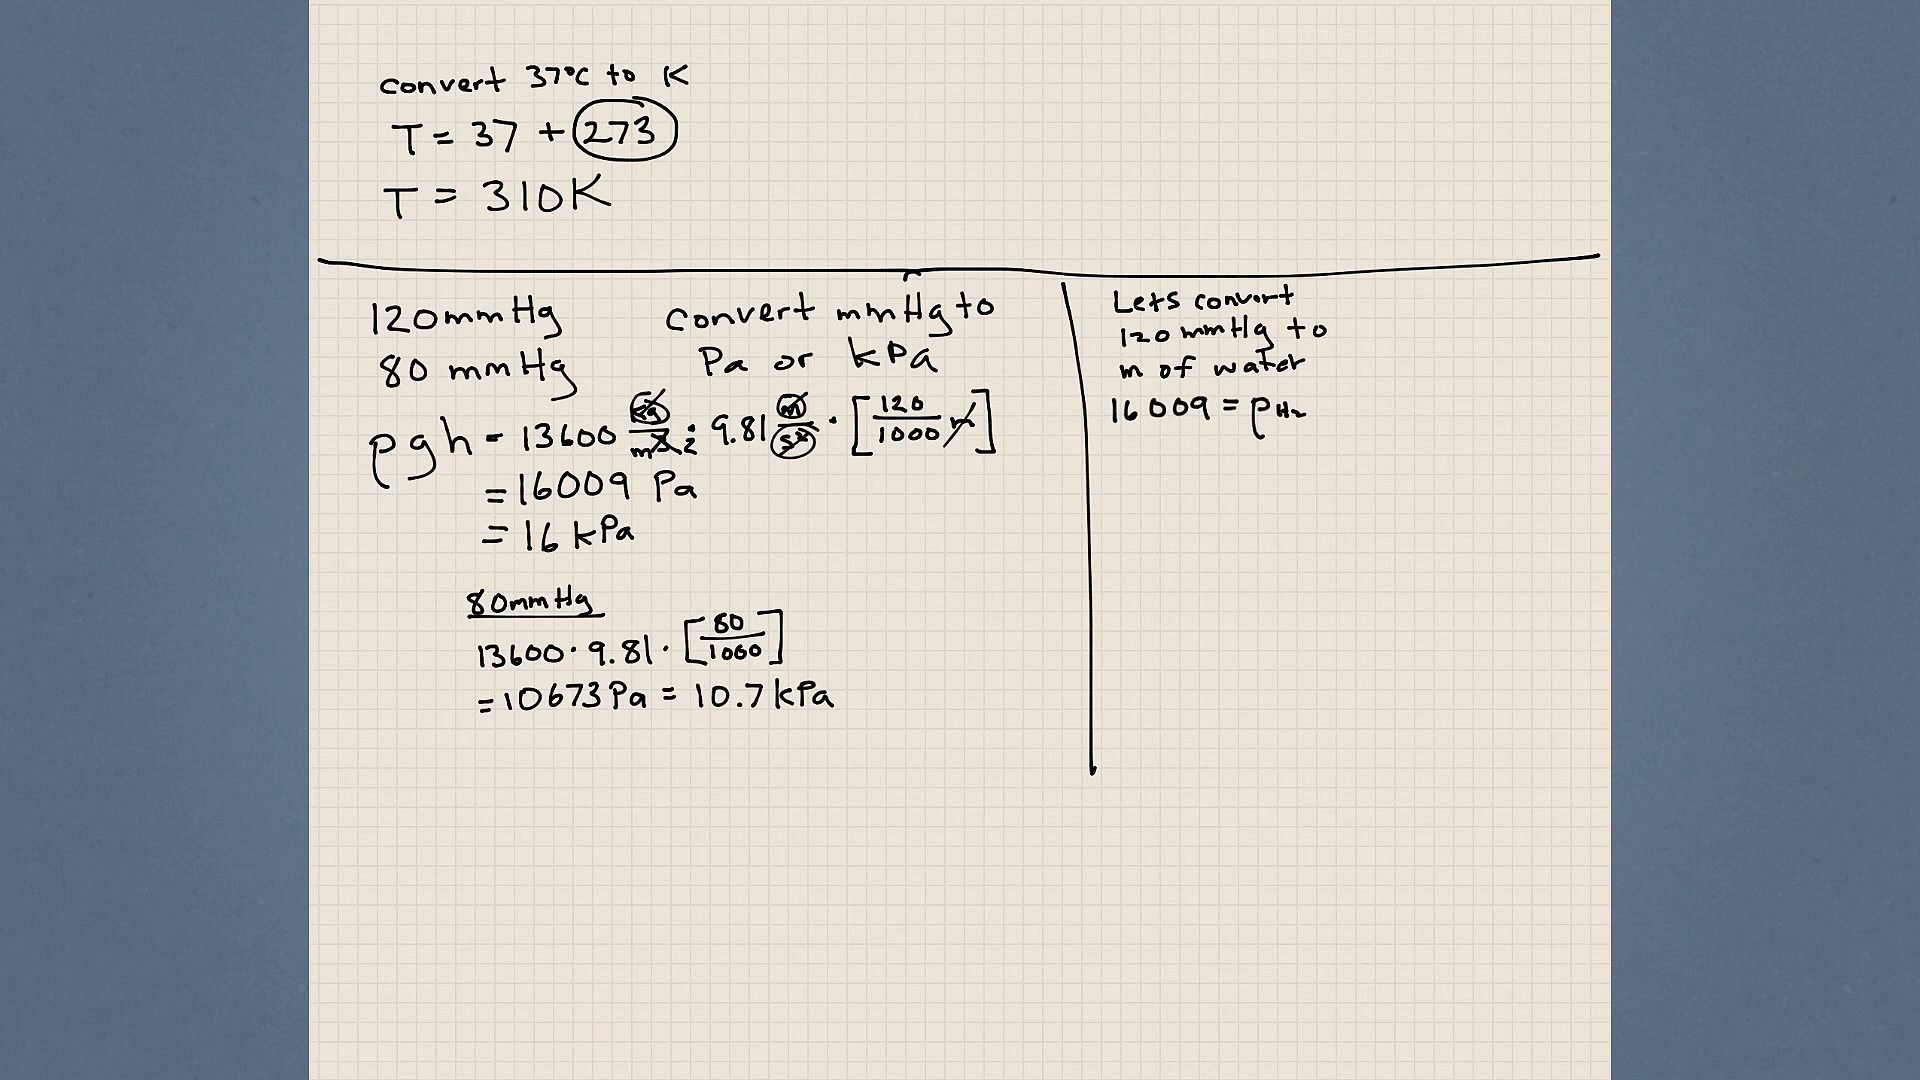 convert 37°C to K
T = 37 + 273
T = 310K
120mmHg
80 mmHg
convert mmHg to
Pa or kPa
ρgh = 13600 kg/m³ · 9.81 m/s² · [120/1000 m]
= 16009 Pa
= 16 kPa
80mmHg
13600 · 9.81 · [80/1000]
= 10673 Pa = 10.7 kPa
Lets convert
120 mmHg to
m of water
16009 = ρH2